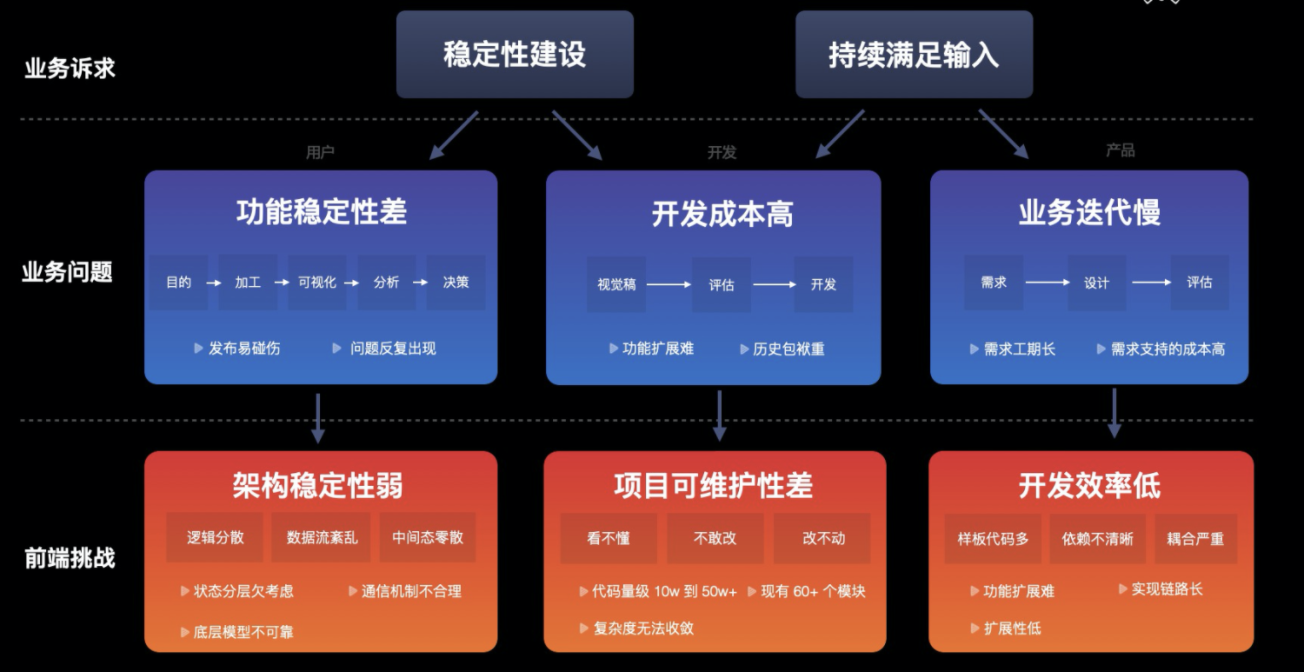 业务诉求
稳定性建设
持续满足输入
用户
开发
产品
业务问题
功能稳定性差
目的
加工
可视化
分析
决策
发布易碰伤
问题反复出现
开发成本高
视觉稿
评估
开发
功能扩展难
历史包袱重
业务迭代慢
需求
设计
评估
需求工期长
需求支持的成本高
前端挑战
架构稳定性弱
逻辑分散
数据流紊乱
中间态零散
状态分层欠考虑
通信机制不合理
底层模型不可靠
项目可维护性差
看不懂
不敢改
改不动
代码量级 10w 到 50w+
现有 60+ 个模块
复杂度无法收敛
开发效率低
样板代码多
依赖不清晰
耦合严重
功能扩展难
实现链路长
扩展性低